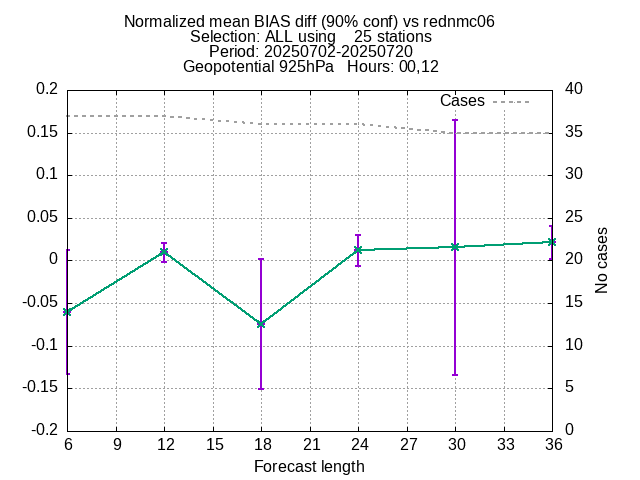 Normalized mean BIAS diff (90% conf) vs rednmc06
Selection: ALL using    25 stations
Period: 20250702-20250720
Geopotential 925hPa   Hours: 00,12
Cases
0.2
0.15
0.1
0.05
0
-0.05
-0.1
-0.15
-0.2
40
35
30
25
20
15
10
5
0
No cases
6 9 12 15 18 21 24 27 30 33 36
Forecast length